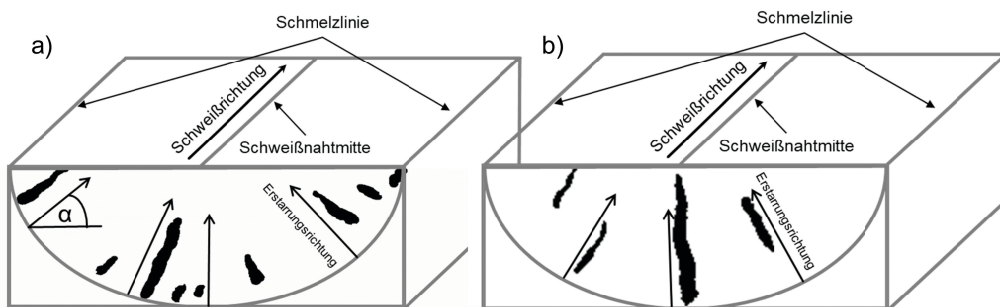 a)
Schmelzlinie
Schweißrichtung
Schweißnahtmitte
α
Erstarrungsrichtung
b)
Schmelzlinie
Schweißrichtung
Schweißnahtmitte
Erstarrungsrichtung